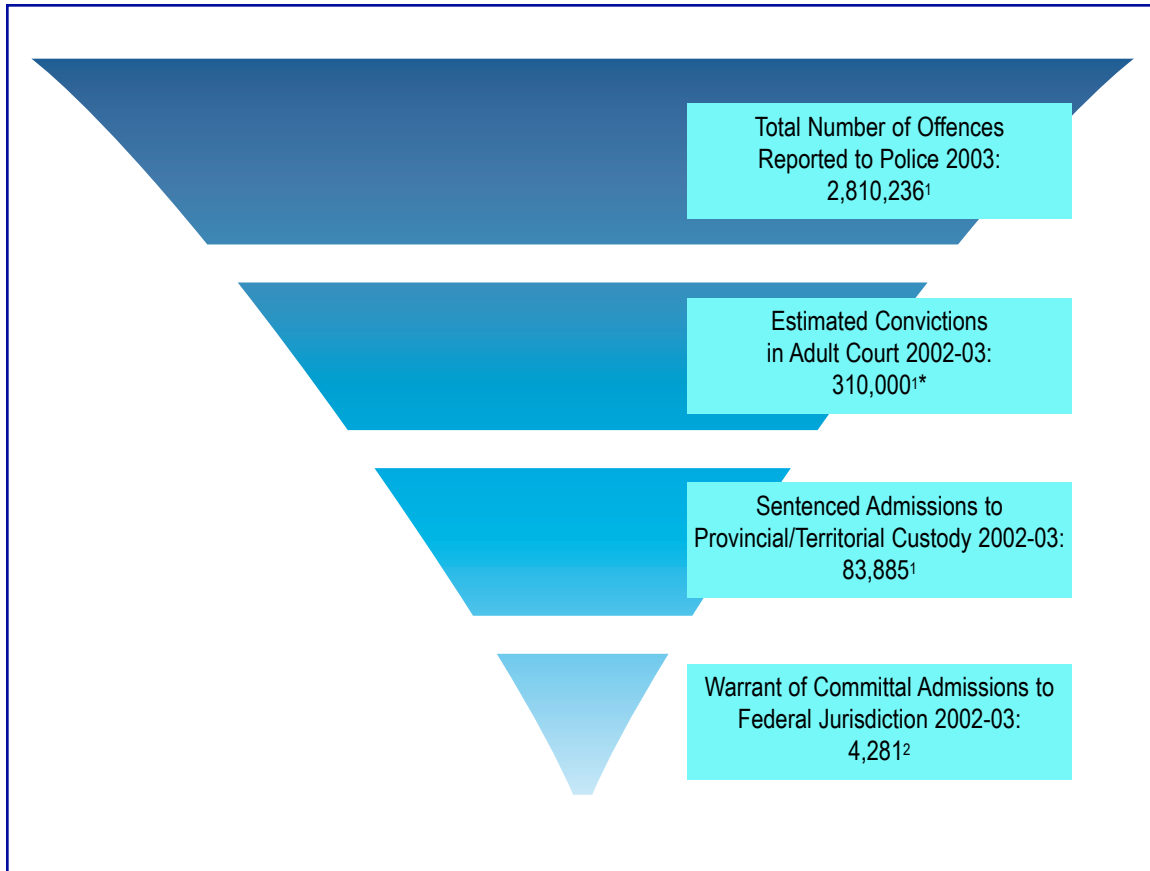 Total Number of Offences
Reported to Police 2003:
2,810,236¹
Estimated Convictions
in Adult Court 2002-03:
310,000¹*
Sentenced Admissions to
Provincial/Territorial Custody 2002-03:
83,885¹
Warrant of Committal Admissions to
Federal Jurisdiction 2002-03:
4,281²